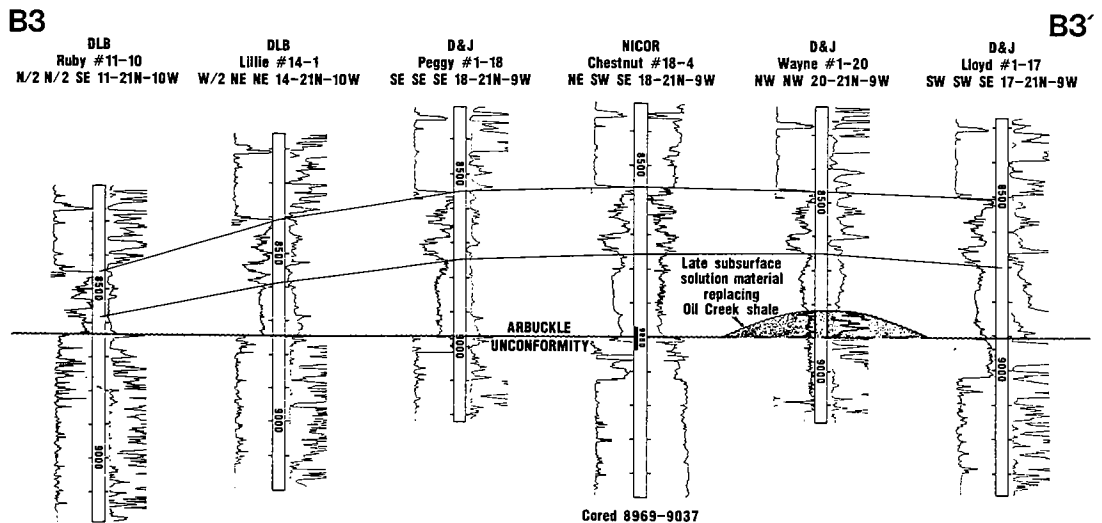 B3
B3′
DLB
Ruby #11-10
N/2 N/2 SE 11-21N-10W
DLB
Lillie #14-1
W/2 NE NE 14-21N-10W
D&J
Peggy #1-18
SE SE SE 18-21N-9W
NICOR
Chestnut #18-4
NE SW SE 18-21N-9W
D&J
Wayne #1-20
NW NW 20-21N-9W
D&J
Lloyd #1-17
SW SW SE 17-21N-9W
8500
9000
8500
9000
8500
9000
9000
8500
9000
8500
9000
Late subsurface
solution material
replacing
Oil Creek shale
ARBUCKLE
UNCONFORMITY
Cored 8969-9037